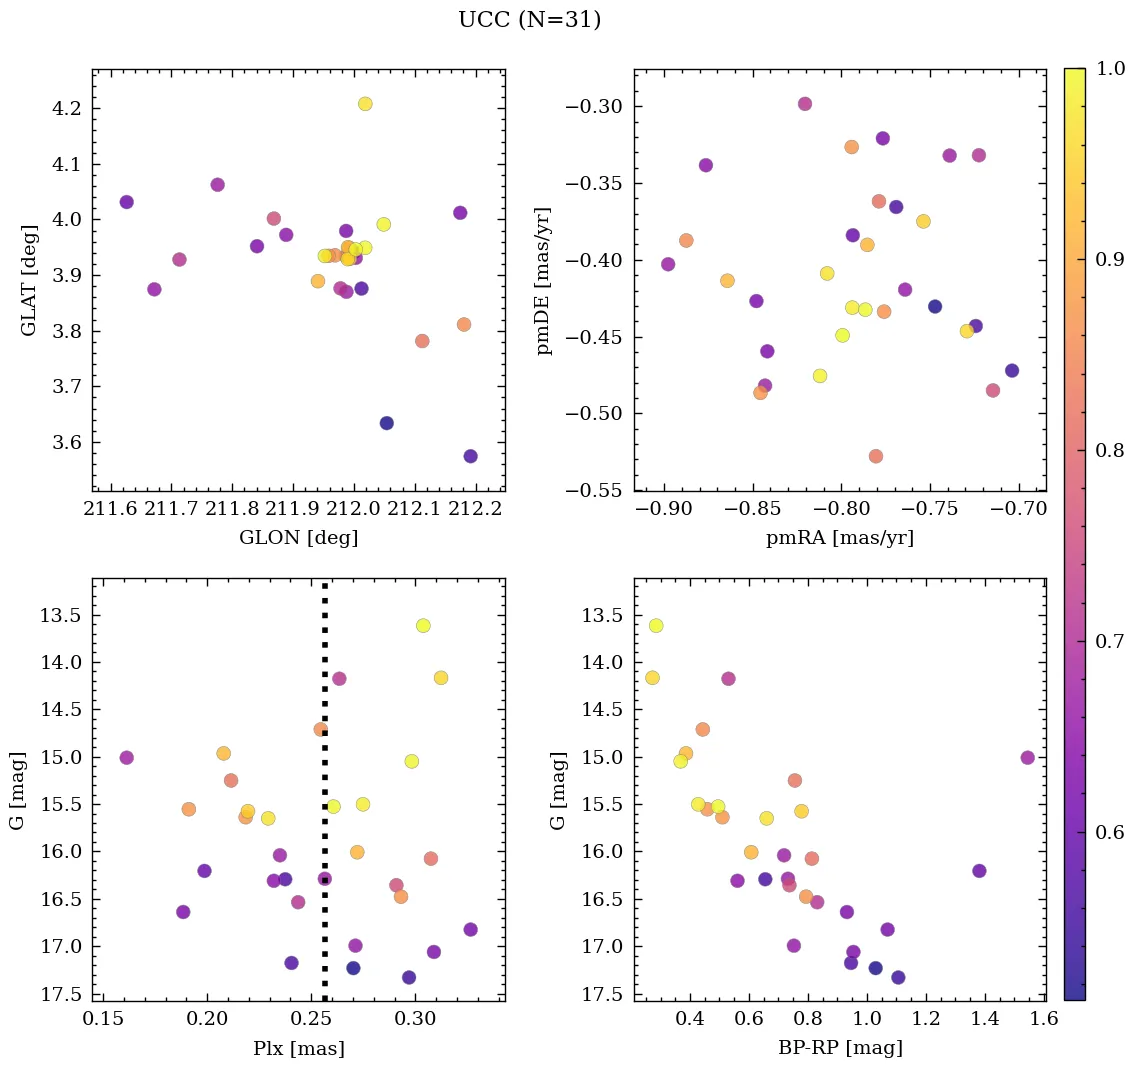 UCC (N=31)
4.2
4.1
4.0
3.9
3.8
3.7
3.6
GLAT [deg]
211.6 211.7 211.8 211.9 212.0 212.1 212.2
GLON [deg]
−0.30
−0.35
−0.40
−0.45
−0.50
−0.55
pmDE [mas/yr]
−0.90 −0.85 −0.80 −0.75 −0.70
pmRA [mas/yr]
13.5
14.0
14.5
15.0
15.5
16.0
16.5
17.0
17.5
G [mag]
0.15 0.20 0.25 0.30
Plx [mas]
13.5
14.0
14.5
15.0
15.5
16.0
16.5
17.0
17.5
G [mag]
0.4 0.6 0.8 1.0 1.2 1.4 1.6
BP-RP [mag]
1.0
0.9
0.8
0.7
0.6